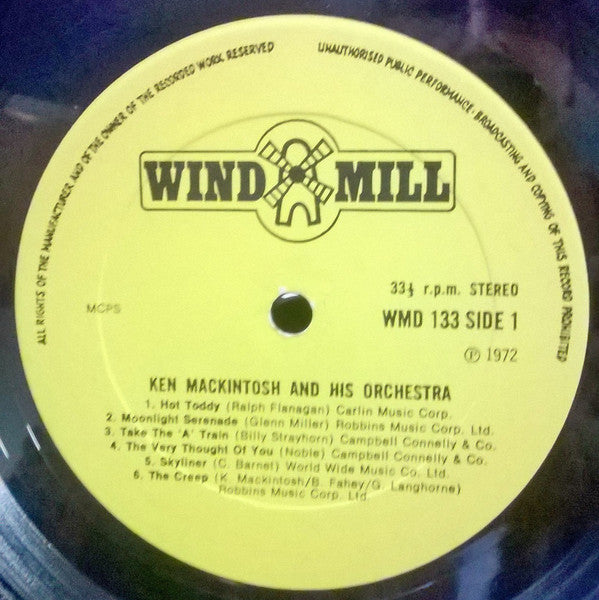 ALL RIGHTS OF THE MANUFACTURER AND OF THE OWNER OF THE RECORDED WORK RESERVED
UNAUTHORISED PUBLIC PERFORMANCE · BROADCASTING AND COPYING OF THIS RECORD PROHIBITED
WIND MILL
33⅓ r.p.m. STEREO
MCPS
WMD 133 SIDE 1
℗ 1972
KEN MACKINTOSH AND HIS ORCHESTRA
1. Hot Toddy (Ralph Flanagan) Carlin Music Corp.
2. Moonlight Serenade (Glenn Miller) Robbins Music Corp. Ltd.
3. Take The 'A' Train (Billy Strayhorn) Campbell Connelly & Co.
4. The Very Thought Of You (Noble) Campbell Connelly & Co.
5. Skyliner (C. Barnet) World Wide Music Co. Ltd.
6. The Creep (K. Mackintosh/B. Fahey/G. Langhorne)
Robbins Music Corp. Ltd